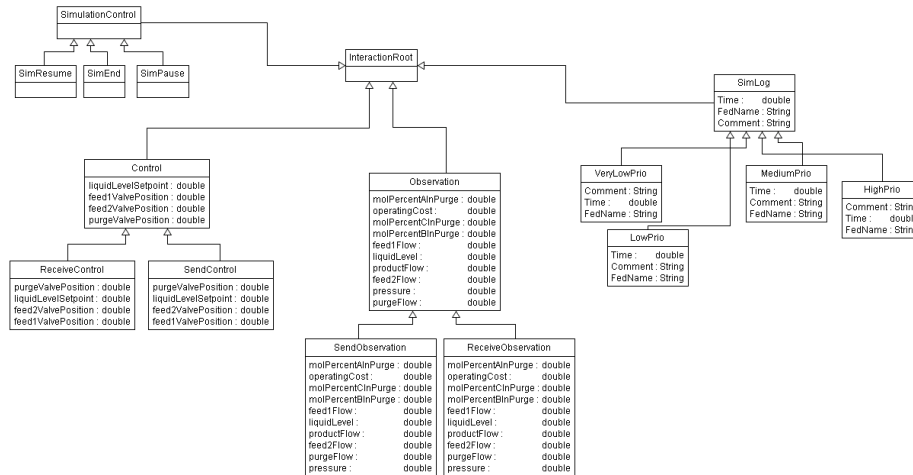 SimulationControl
SimResume
SimEnd
SimPause
InteractionRoot
SimLog
Time : double
FedName : String
Comment : String
Control
liquidLevelSetpoint : double
feed1ValvePosition : double
feed2ValvePosition : double
purgeValvePosition : double
ReceiveControl
purgeValvePosition : double
liquidLevelSetpoint : double
feed2ValvePosition : double
feed1ValvePosition : double
SendControl
purgeValvePosition : double
liquidLevelSetpoint : double
feed2ValvePosition : double
feed1ValvePosition : double
Observation
molPercentAInPurge : double
operatingCost : double
molPercentCInPurge : double
molPercentBInPurge : double
feed1Flow : double
liquidLevel : double
productFlow : double
feed2Flow : double
pressure : double
purgeFlow : double
SendObservation
molPercentAInPurge : double
operatingCost : double
molPercentCInPurge : double
molPercentBInPurge : double
feed1Flow : double
liquidLevel : double
productFlow : double
feed2Flow : double
purgeFlow : double
pressure : double
ReceiveObservation
molPercentAInPurge : double
operatingCost : double
molPercentCInPurge : double
molPercentBInPurge : double
feed1Flow : double
liquidLevel : double
productFlow : double
feed2Flow : double
purgeFlow : double
pressure : double
VeryLowPrio
Comment : String
Time : double
FedName : String
LowPrio
Time : double
Comment : String
FedName : String
MediumPrio
Time : double
Comment : String
FedName : String
HighPrio
Comment : Strin
Time : doubl
FedName : Strin